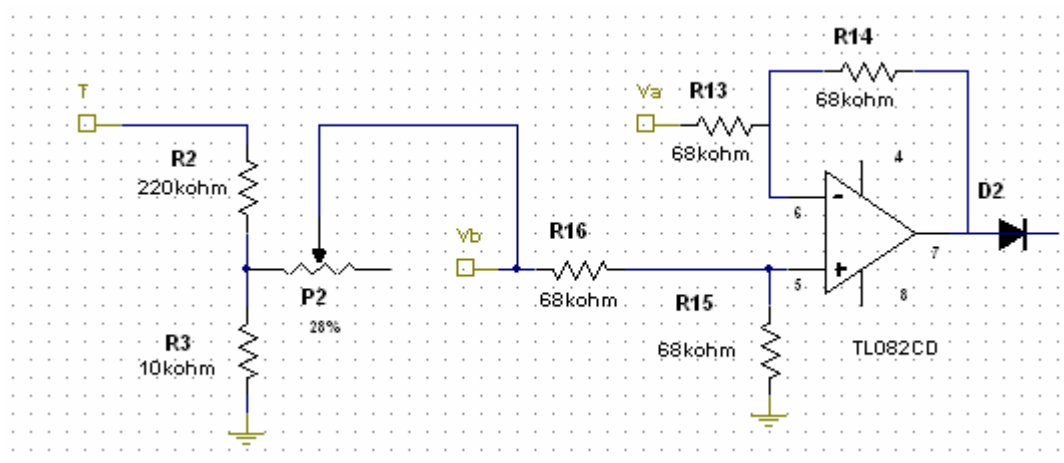 R14
68kohm
T
Va
R13
68kohm
R2
220kohm
4
D2
6
-
Vb
R16
68kohm
7
+
5
8
P2
28%
R15
68kohm
R3
10kohm
TL082CD